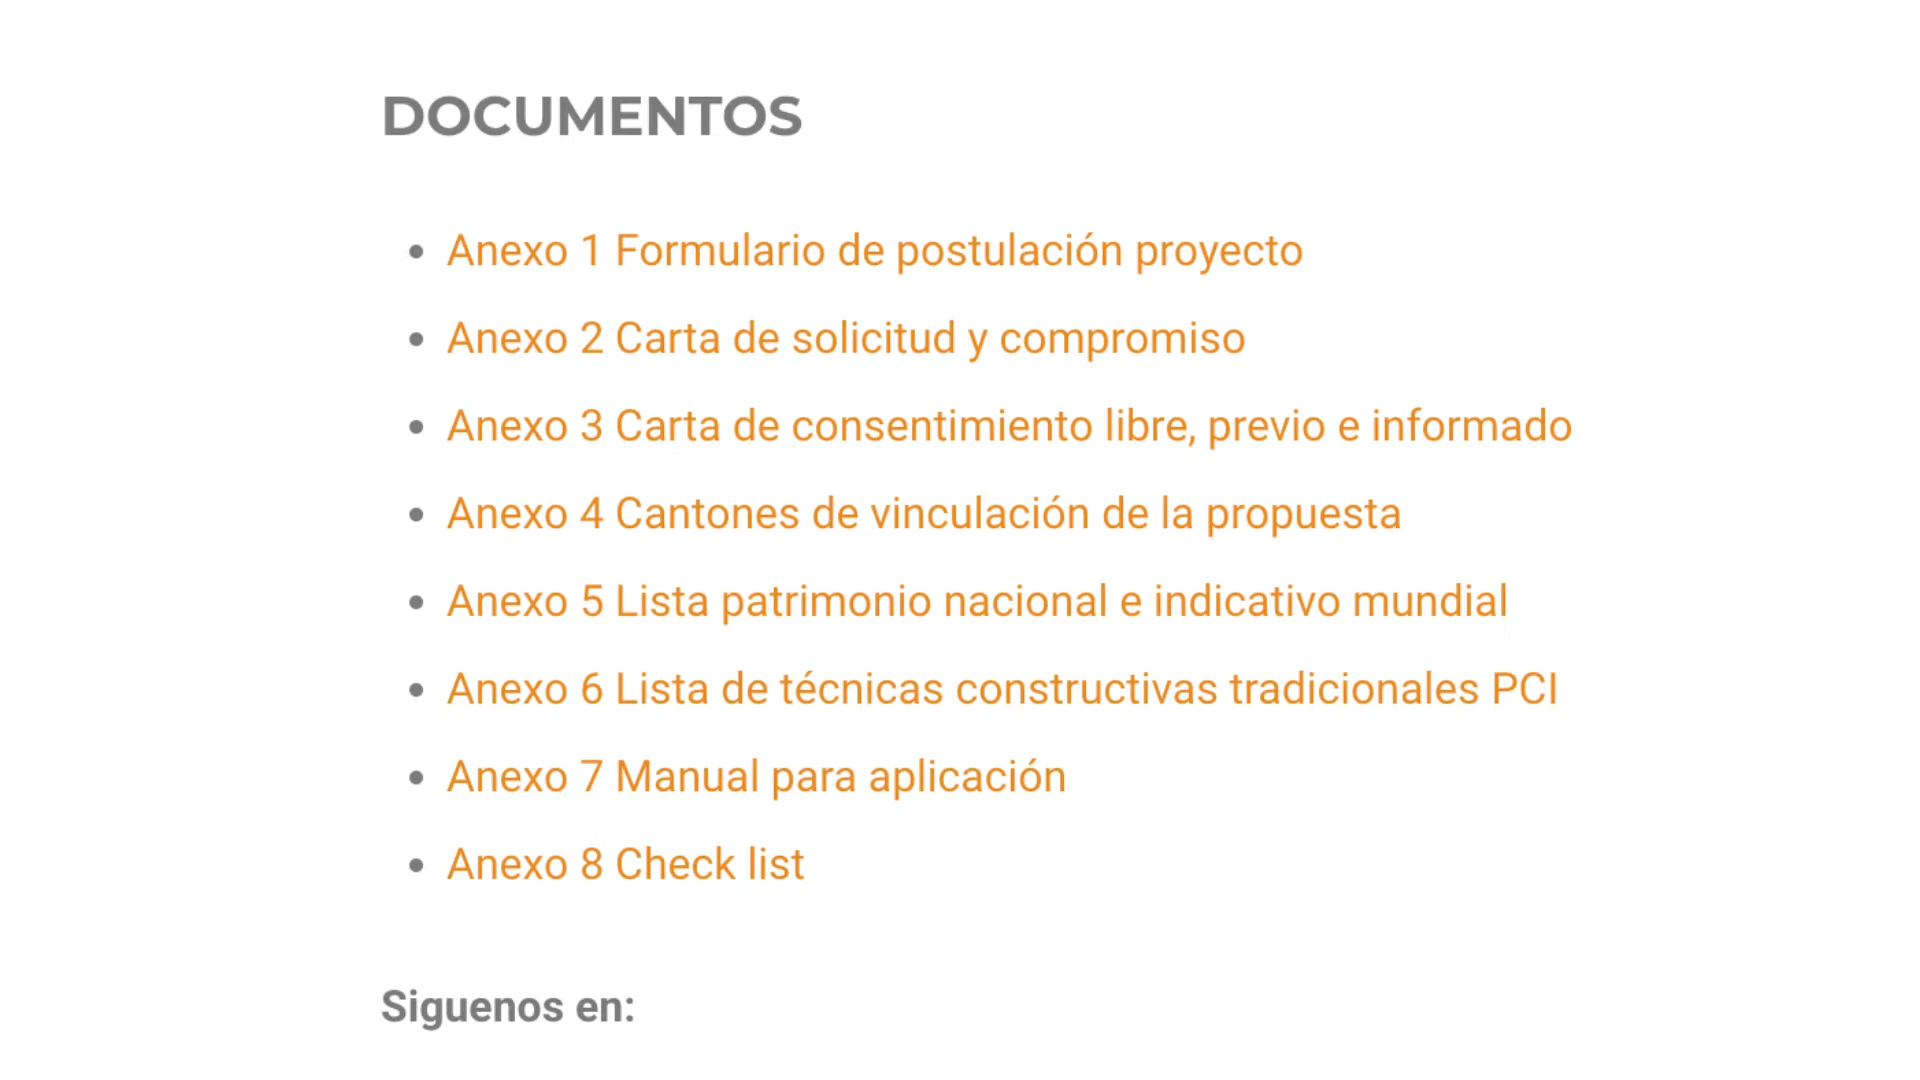 DOCUMENTOS
Anexo 1 Formulario de postulación proyecto
Anexo 2 Carta de solicitud y compromiso
Anexo 3 Carta de consentimiento libre, previo e informado
Anexo 4 Cantones de vinculación de la propuesta
Anexo 5 Lista patrimonio nacional e indicativo mundial
Anexo 6 Lista de técnicas constructivas tradicionales PCI
Anexo 7 Manual para aplicación
Anexo 8 Check list
Siguenos en: